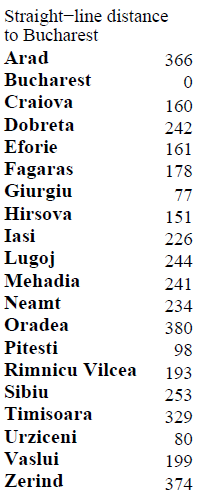 Straight−line distance
to Bucharest
Arad 366
Bucharest 0
Craiova 160
Dobreta 242
Eforie 161
Fagaras 178
Giurgiu 77
Hirsova 151
Iasi 226
Lugoj 244
Mehadia 241
Neamt 234
Oradea 380
Pitesti 98
Rimnicu Vilcea 193
Sibiu 253
Timisoara 329
Urziceni 80
Vaslui 199
Zerind 374